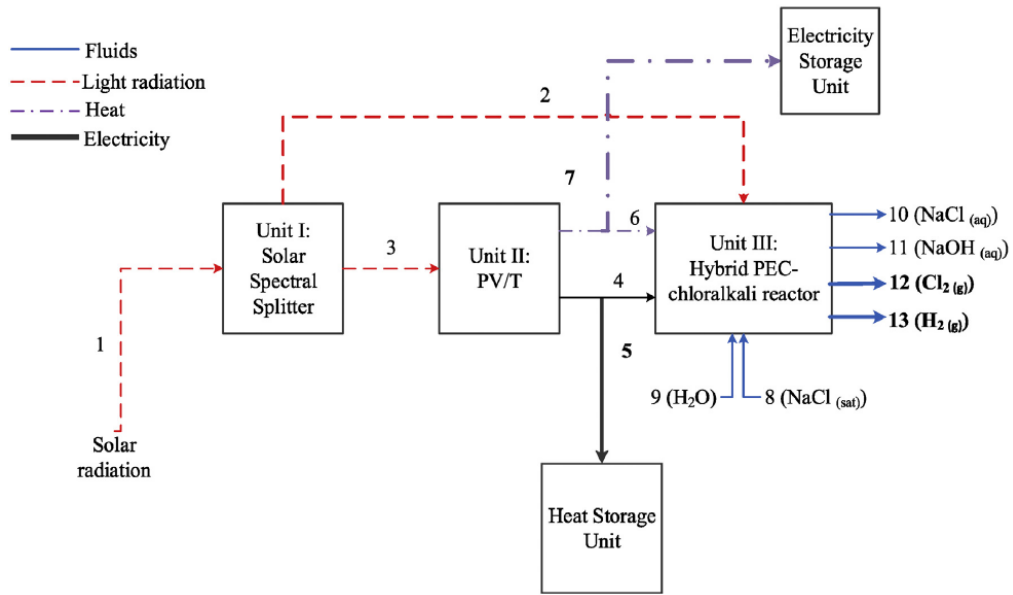 Fluids
Light radiation
Heat
Electricity
Electricity
Storage
Unit
2
7
Unit I:
Solar
Spectral
Splitter
3
Unit II:
PV/T
6
4
Unit III:
Hybrid PEC-
chloralkali reactor
10 (NaCl (aq))
11 (NaOH (aq))
12 (Cl2 (g))
13 (H2 (g))
1
5
9 (H2O)
8 (NaCl (sat))
Solar
radiation
Heat Storage
Unit